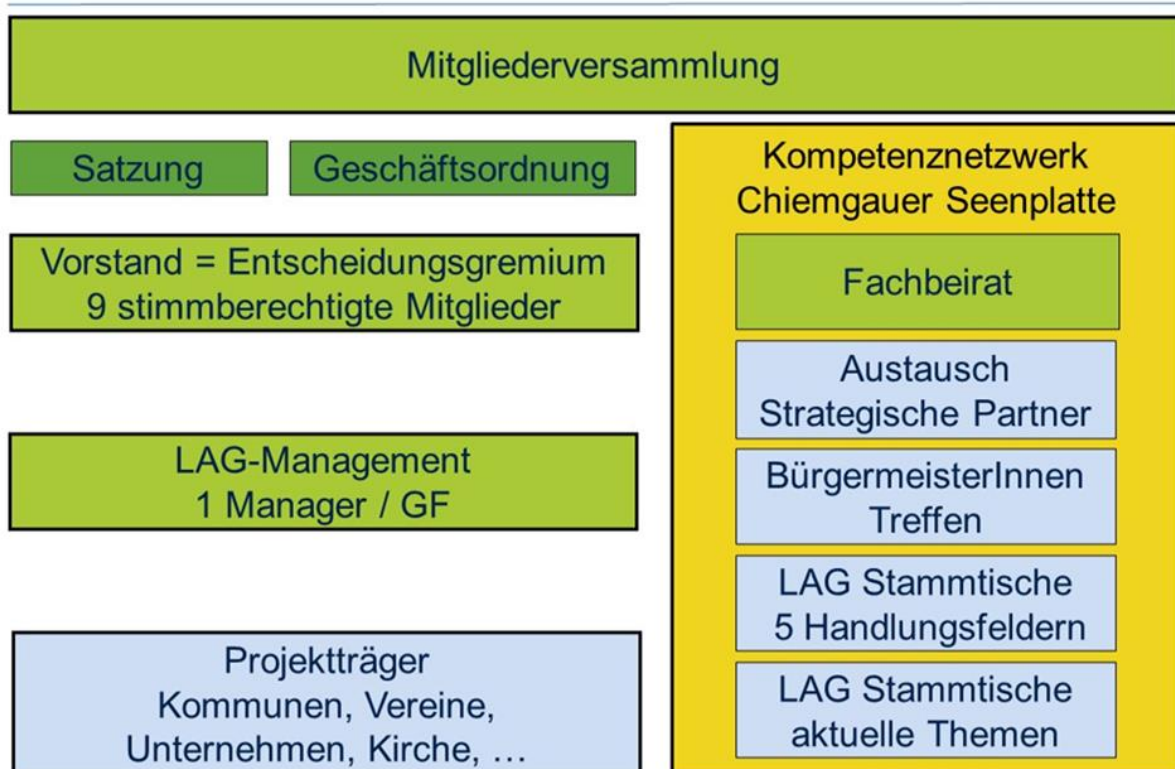 Mitgliederversammlung
Satzung
Geschäftsordnung
Vorstand = Entscheidungsgremium
9 stimmberechtigte Mitglieder
LAG-Management
1 Manager / GF
Projektträger
Kommunen, Vereine,
Unternehmen, Kirche, …
Kompetenznetzwerk
Chiemgauer Seenplatte
Fachbeirat
Austausch
Strategische Partner
BürgermeisterInnen
Treffen
LAG Stammtische
5 Handlungsfeldern
LAG Stammtische
aktuelle Themen